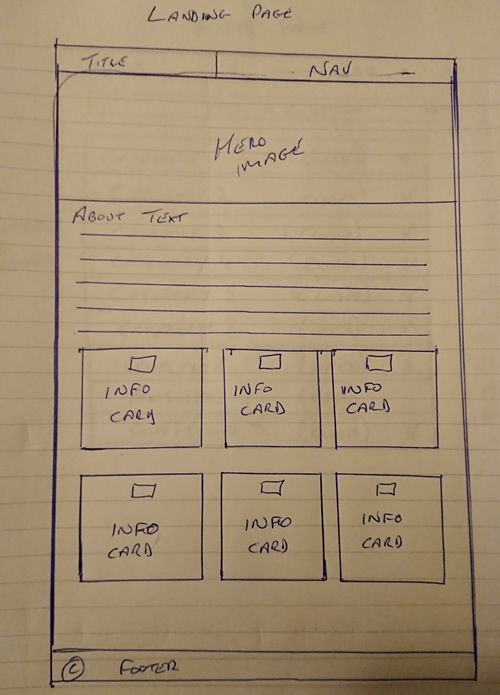 LANDING PAGE
TITLE
NAV
HERO
IMAGE
ABOUT TEXT
INFO
CARD
INFO
CARD
INFO
CARD
INFO
CARD
INFO
CARD
INFO
CARD
© FOOTER